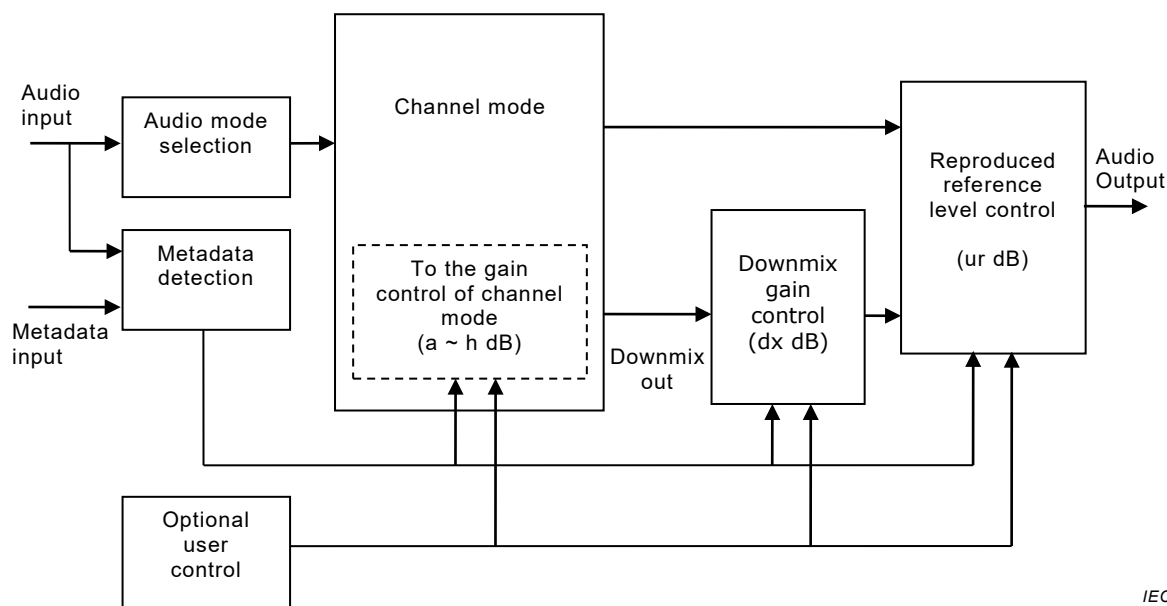 Audio
input
Audio mode
selection
Channel mode
Reproduced
reference
level control
(ur dB)
Audio
Output
Metadata
detection
Metadata
input
To the gain
control of channel
mode
(a ~ h dB)
Downmix
out
Downmix
gain
control
(dx dB)
Optional
user
control
IEC